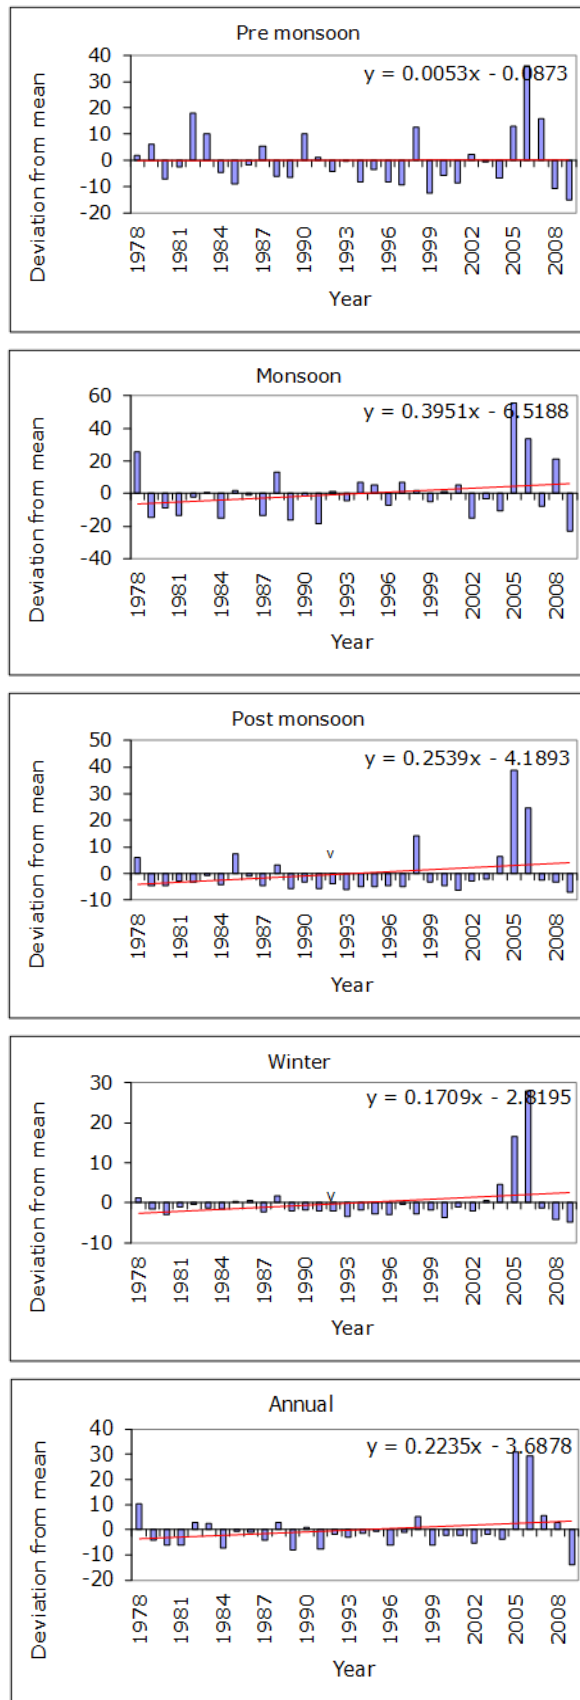 Pre monsoon
y = 0.0053x - 0.0873
40
30
20
10
0
-10
-20
Deviation from mean
1978 1981 1984 1987 1990 1993 1996 1999 2002 2005 2008
Year
Monsoon
y = 0.3951x - 6.5188
60
40
20
0
-20
-40
Deviation from mean
1978 1981 1984 1987 1990 1993 1996 1999 2002 2005 2008
Year
Post monsoon
y = 0.2539x - 4.1893
50
40
30
20
10
0
-10
v
Deviation from mean
1978 1981 1984 1987 1990 1993 1996 1999 2002 2005 2008
Year
Winter
y = 0.1709x - 2.8195
30
20
10
0
-10
v
Deviation from mean
1978 1981 1984 1987 1990 1993 1996 1999 2002 2005 2008
Year
Annual
y = 0.2235x - 3.6878
40
30
20
10
0
-10
-20
Deviation from mean
1978 1981 1984 1987 1990 1993 1996 1999 2002 2005 2008
Year